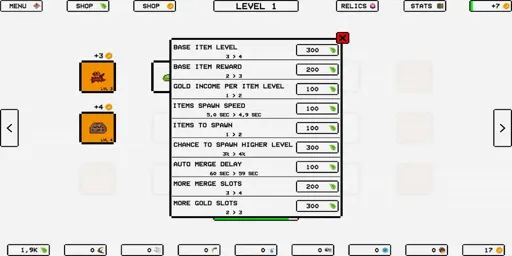 MENU
SHOP
SHOP
LEVEL 1
RELICS
STATS
+7
+3
LVL 3
+4
LVL 4
BASE ITEM LEVEL
3 > 4
300
BASE ITEM REWARD
2 > 3
200
GOLD INCOME PER ITEM LEVEL
1 > 2
100
ITEMS SPAWN SPEED
5.0 SEC > 4.9 SEC
100
ITEMS TO SPAWN
1 > 2
100
CHANCE TO SPAWN HIGHER LEVEL
3% > 4%
300
AUTO MERGE DELAY
60 SEC > 59 SEC
100
MORE MERGE SLOTS
3 > 4
200
MORE GOLD SLOTS
2 > 3
300
1,9K
0
0
0
0
0
0
17